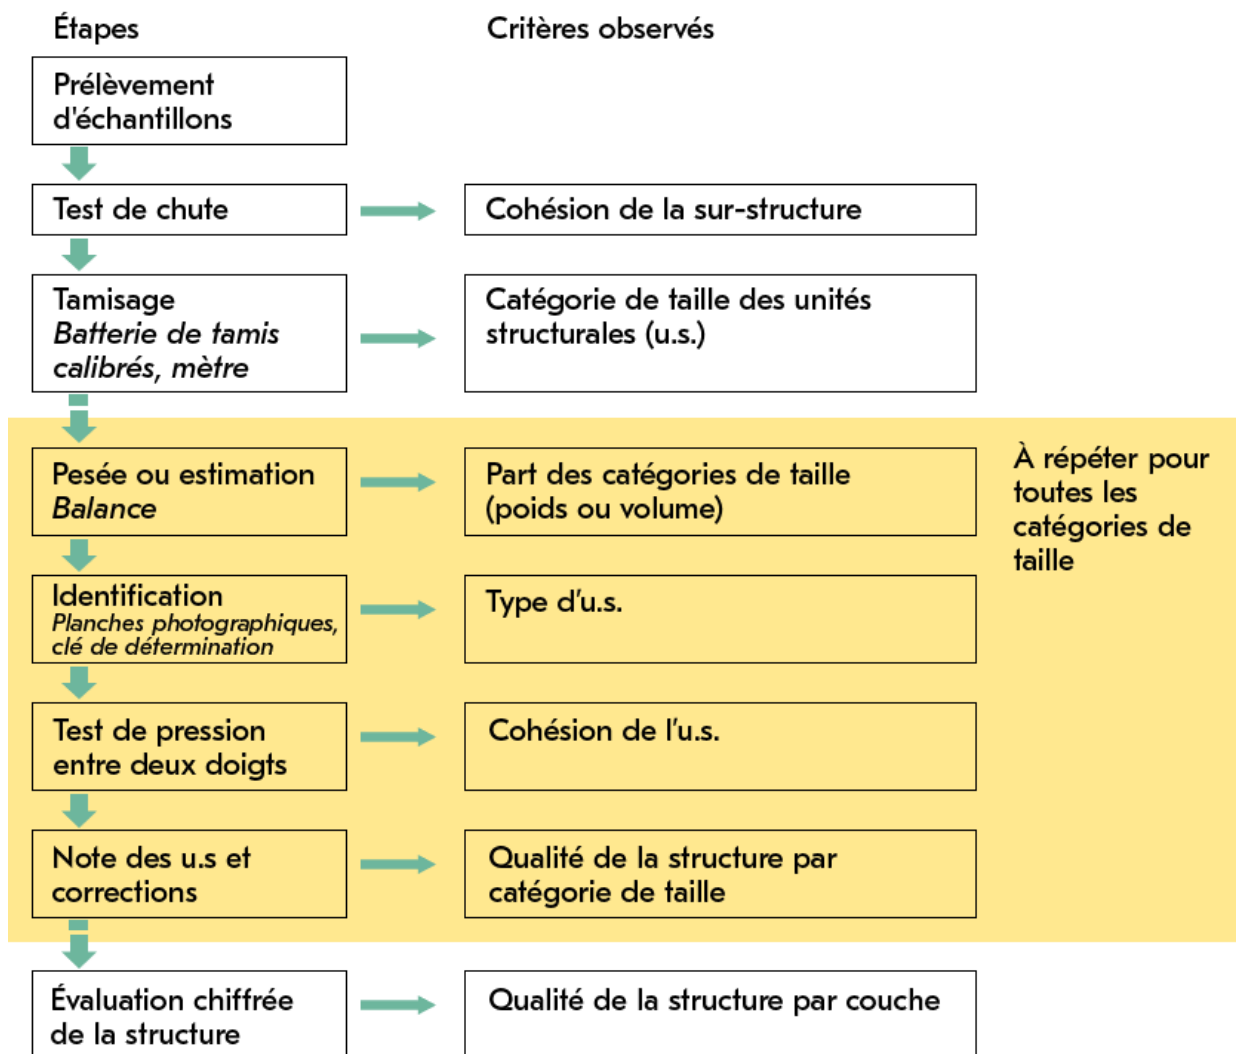 Étapes
Critères observés
Prélèvement
d'échantillons
Test de chute
Cohésion de la sur-structure
Tamisage
Batterie de tamis
calibrés, mètre
Catégorie de taille des unités
structurales (u.s.)
Pesée ou estimation
Balance
Part des catégories de taille
(poids ou volume)
À répéter pour
toutes les
catégories de
taille
Identification
Planches photographiques,
clé de détermination
Type d'u.s.
Test de pression
entre deux doigts
Cohésion de l'u.s.
Note des u.s et
corrections
Qualité de la structure par
catégorie de taille
Évaluation chiffrée
de la structure
Qualité de la structure par couche